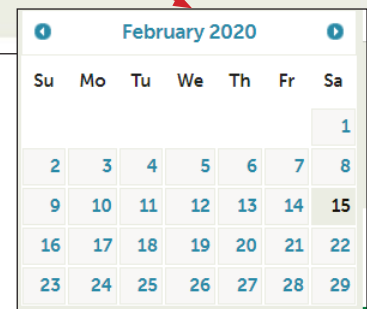 February 2020
Su Mo Tu We Th Fr Sa
1
2 3 4 5 6 7 8
9 10 11 12 13 14 15
16 17 18 19 20 21 22
23 24 25 26 27 28 29